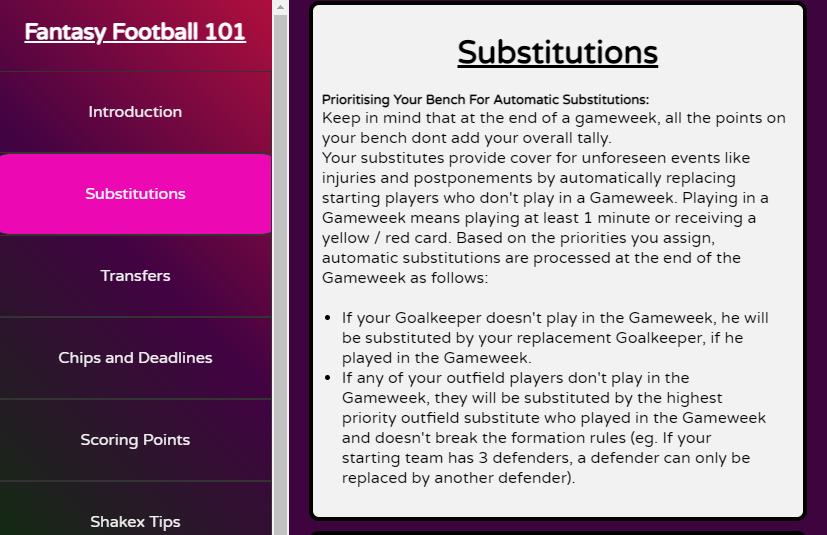 Fantasy Football 101
Introduction
Substitutions
Transfers
Chips and Deadlines
Scoring Points
Shakex Tips
Substitutions
Prioritising Your Bench For Automatic Substitutions:
Keep in mind that at the end of a gameweek, all the points on
your bench dont add your overall tally.
Your substitutes provide cover for unforeseen events like
injuries and postponements by automatically replacing
starting players who don't play in a Gameweek. Playing in a
Gameweek means playing at least 1 minute or receiving a
yellow / red card. Based on the priorities you assign,
automatic substitutions are processed at the end of the
Gameweek as follows:
• If your Goalkeeper doesn't play in the Gameweek, he will
be substituted by your replacement Goalkeeper, if he
played in the Gameweek.
• If any of your outfield players don't play in the
Gameweek, they will be substituted by the highest
priority outfield substitute who played in the Gameweek
and doesn't break the formation rules (eg. If your
starting team has 3 defenders, a defender can only be
replaced by another defender).